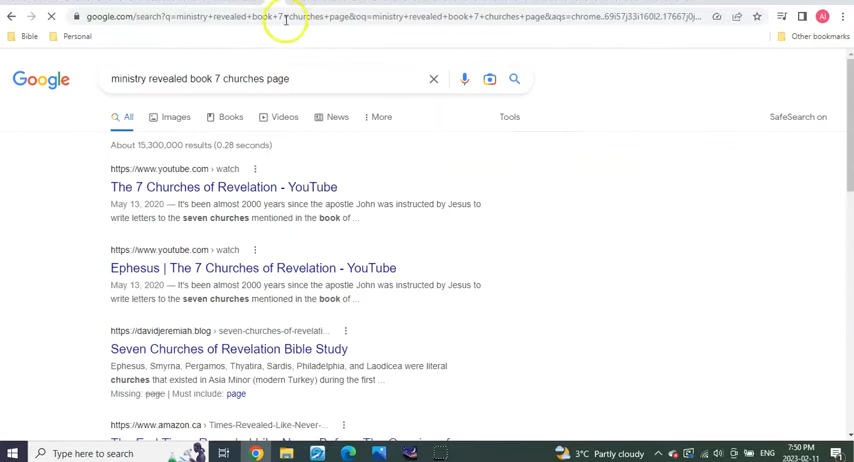 google.com/search?q=ministry+revealed+book+7+churches+page&oq=ministry+revealed+book+7+churches+page&aqs=chrome..69i57j33i160l2.17667j0j...
Bible Personal Other bookmarks
Google ministry revealed book 7 churches page
All Images Books Videos News More Tools SafeSearch on
About 15,300,000 results (0.28 seconds)
https://www.youtube.com › watch
The 7 Churches of Revelation - YouTube
May 13, 2020 — It's been almost 2000 years since the apostle John was instructed by Jesus to
write letters to the seven churches mentioned in the book of ...
https://www.youtube.com › watch
Ephesus | The 7 Churches of Revelation - YouTube
May 13, 2020 — It's been almost 2000 years since the apostle John was instructed by Jesus to
write letters to the seven churches mentioned in the book of ...
https://davidjeremiah.blog › seven-churches-of-revelati...
Seven Churches of Revelation Bible Study
Ephesus, Smyrna, Pergamos, Thyatira, Sardis, Philadelphia, and Laodicea were literal
churches that existed in Asia Minor (modern Turkey) during the first ...
Missing: page | Must include: page
https://www.amazon.ca › Times-Revealed-Like-Never-...
Type here to search 3°C Partly cloudy ENG 7:50 PM
2023-02-11